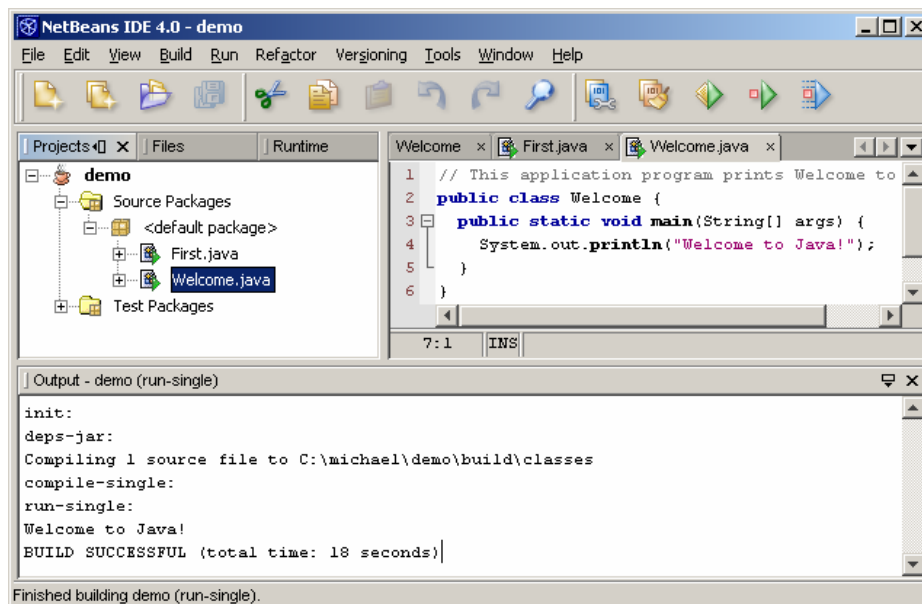 NetBeans IDE 4.0 - demo
File Edit View Build Run Refactor Versioning Tools Window Help
Projects Files Runtime
Welcome First.java Welcome.java
demo
Source Packages
<default package>
First.java
Welcome.java
Test Packages
1 // This application program prints Welcome to
2 public class Welcome {
3 public static void main(String[] args) {
4 System.out.println("Welcome to Java!");
5 }
6 }
7:1 INS
Output - demo (run-single)
init:
deps-jar:
Compiling 1 source file to C:\michael\demo\build\classes
compile-single:
run-single:
Welcome to Java!
BUILD SUCCESSFUL (total time: 18 seconds)
Finished building demo (run-single).